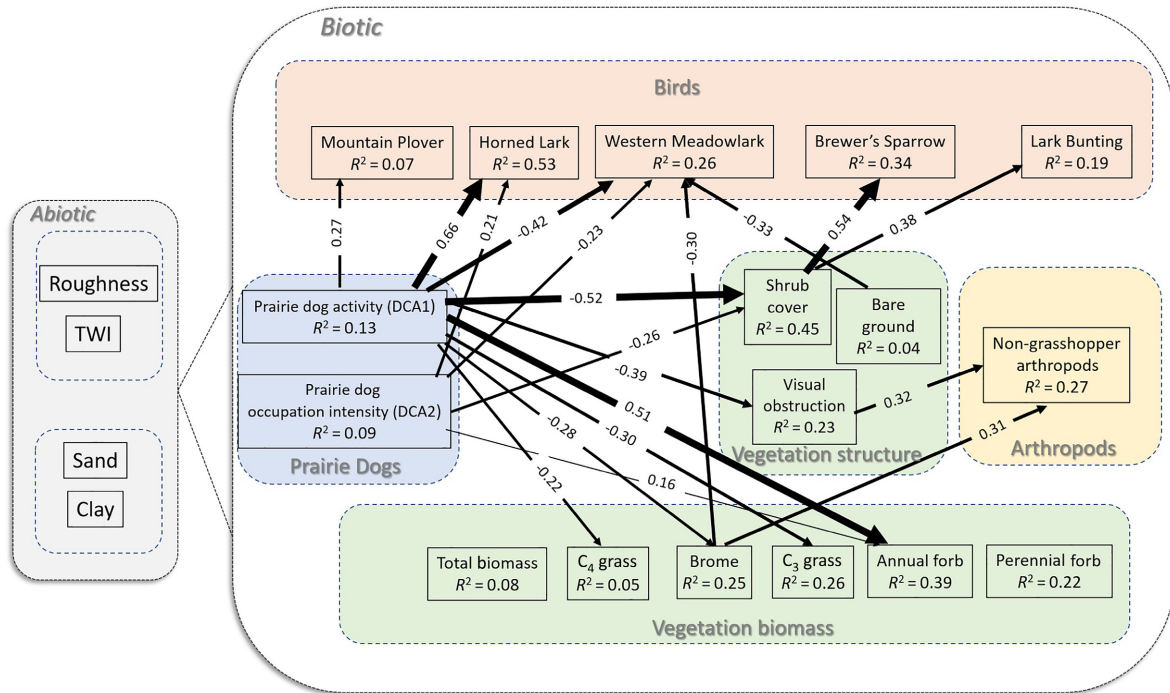 Biotic
Birds
Mountain Plover
R² = 0.07
Horned Lark
R² = 0.53
Western Meadowlark
R² = 0.26
Brewer’s Sparrow
R² = 0.34
Lark Bunting
R² = 0.19
Abiotic
Roughness
TWI
Sand
Clay
0.27
0.66
0.21
-0.42
-0.23
-0.30
-0.33
0.54
0.38
Prairie dog activity (DCA1)
R² = 0.13
Prairie dog
occupation intensity (DCA2)
R² = 0.09
Prairie Dogs
-0.52
-0.26
-0.39
0.51
-0.28
-0.30
-0.22
0.16
Shrub
cover
R² = 0.45
Bare
ground
R² = 0.04
Visual
obstruction
R² = 0.23
Vegetation structure
0.32
0.31
Non-grasshopper
arthropods
R² = 0.27
Arthropods
Total biomass
R² = 0.08
C₄ grass
R² = 0.05
Brome
R² = 0.25
C₃ grass
R² = 0.26
Annual forb
R² = 0.39
Perennial forb
R² = 0.22
Vegetation biomass